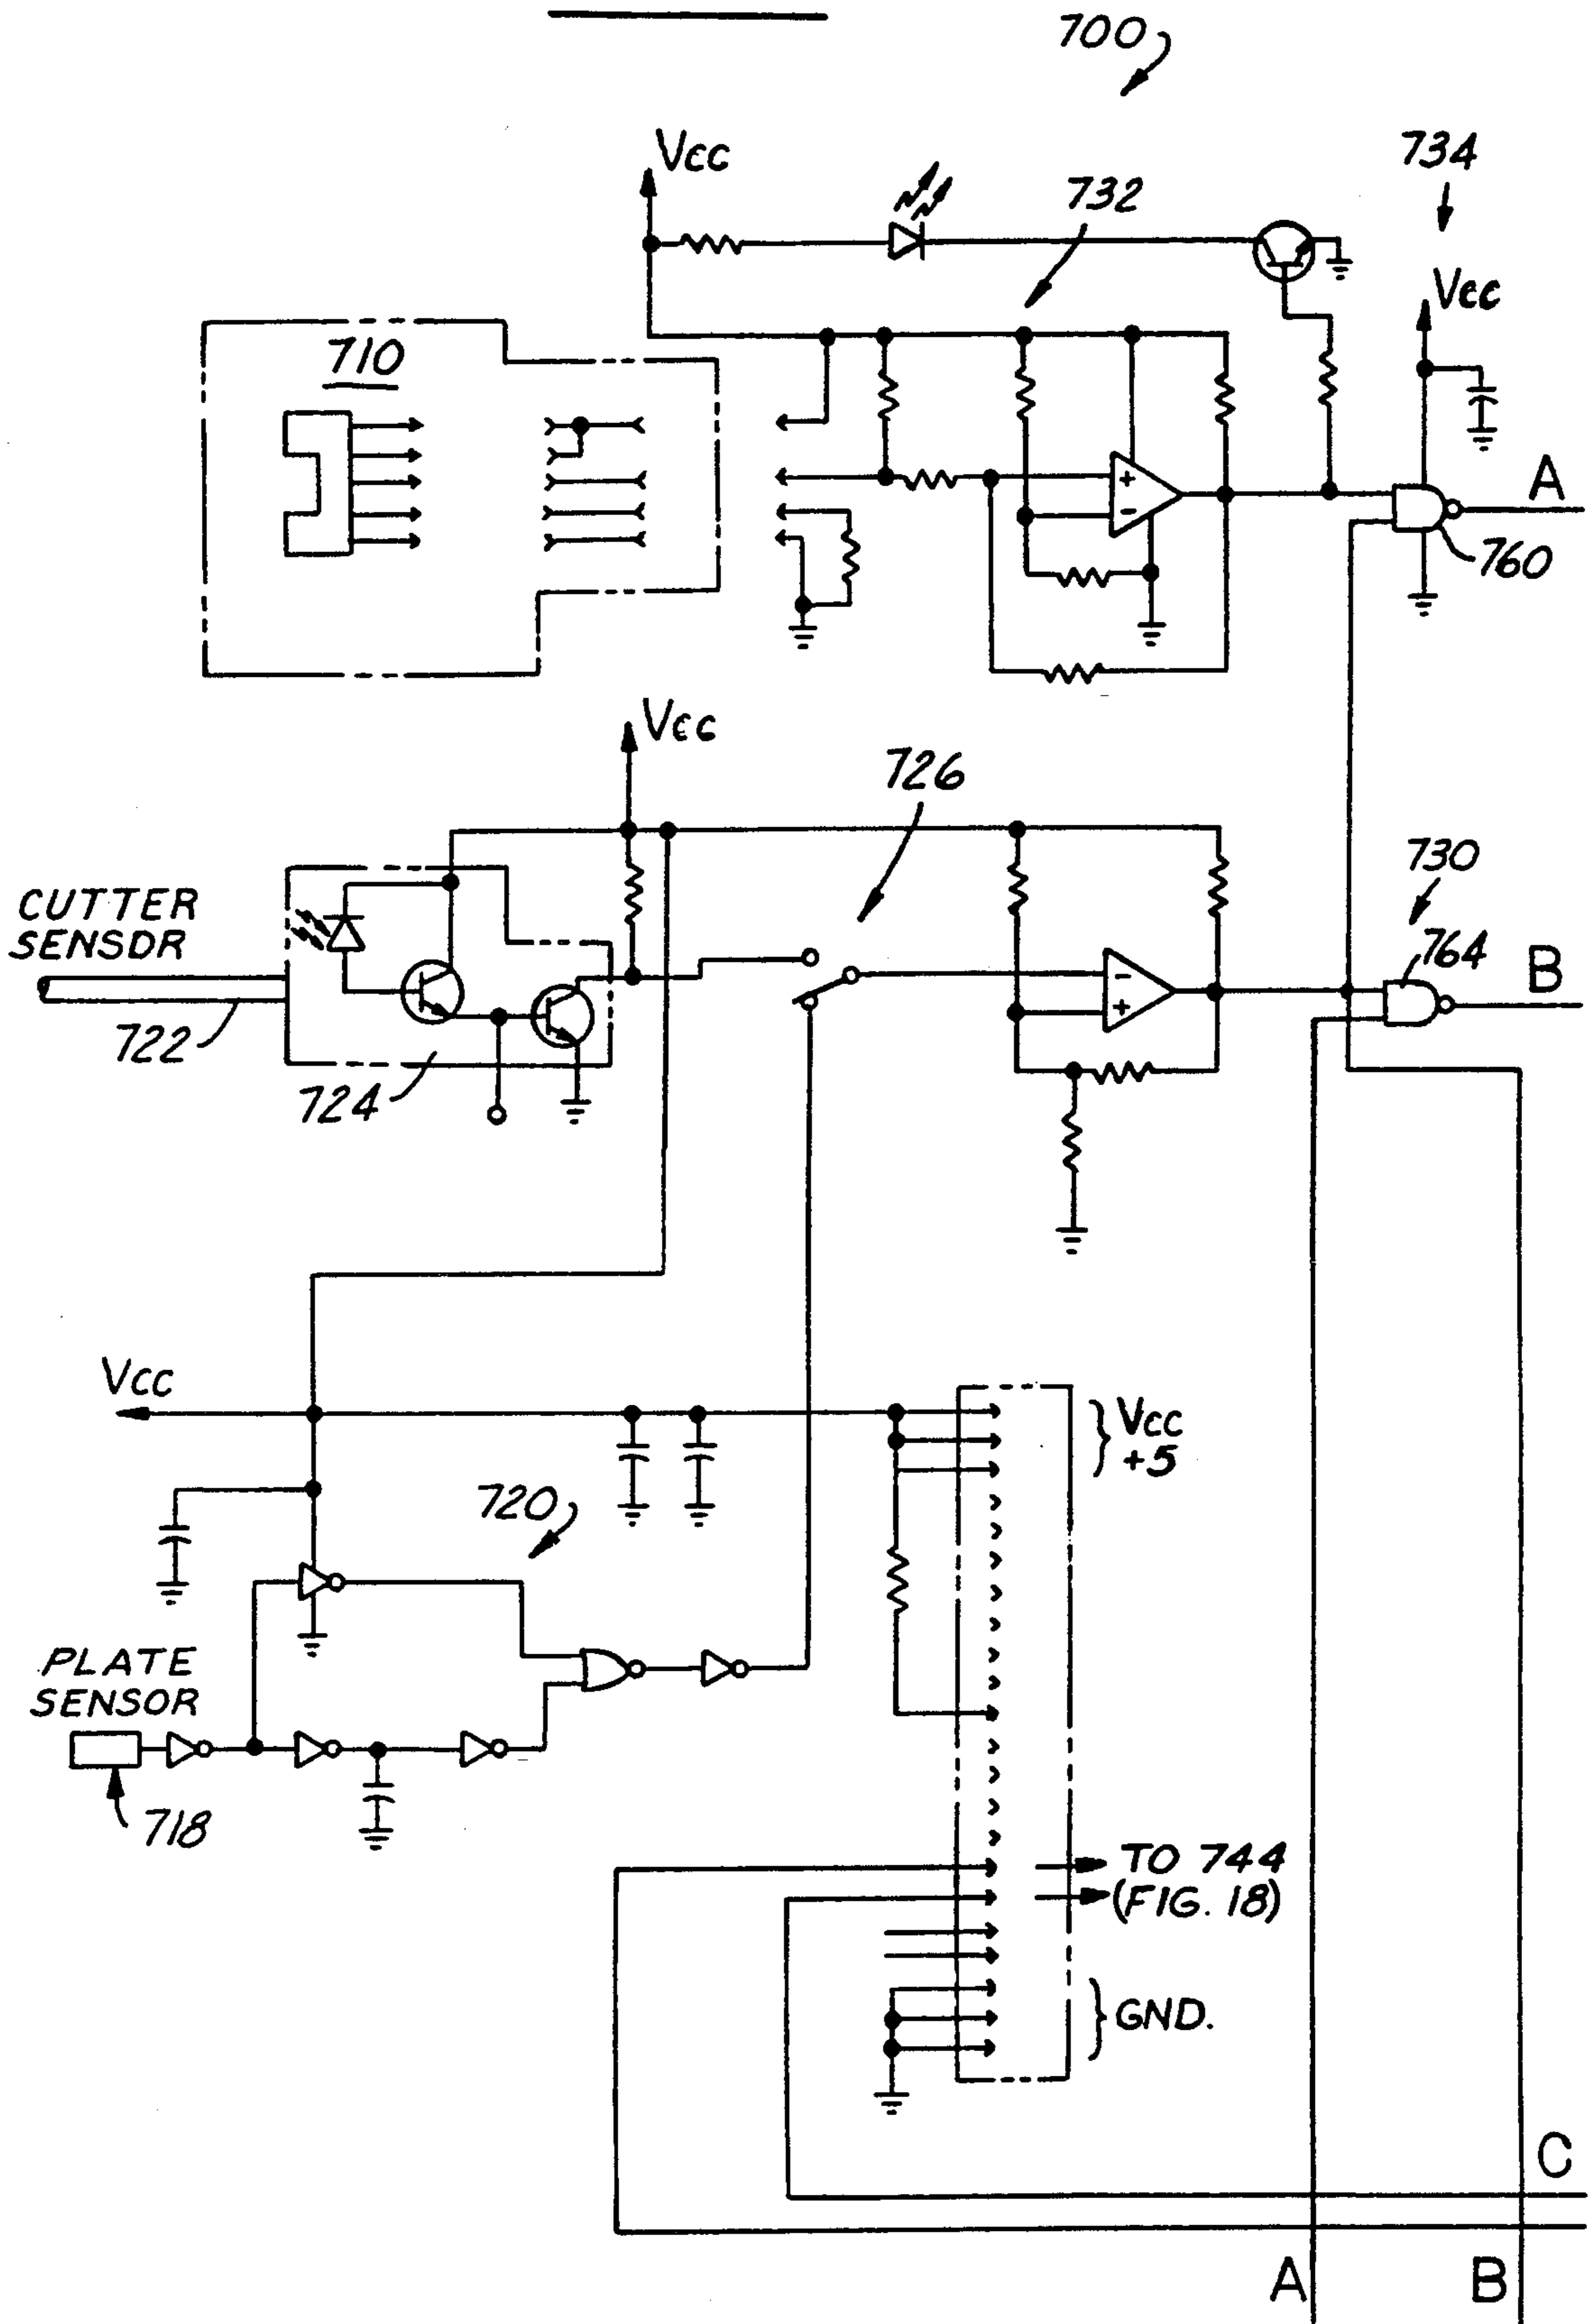 700
734
Vcc
732
Vcc
710
+
-
A
760
Vcc
726
730
CUTTER
SENSOR
764
-
B
+
722
724
Vcc
Vcc
+5
720
PLATE
SENSOR
718
TO 744
(FIG. 18)
GND.
C
A
B